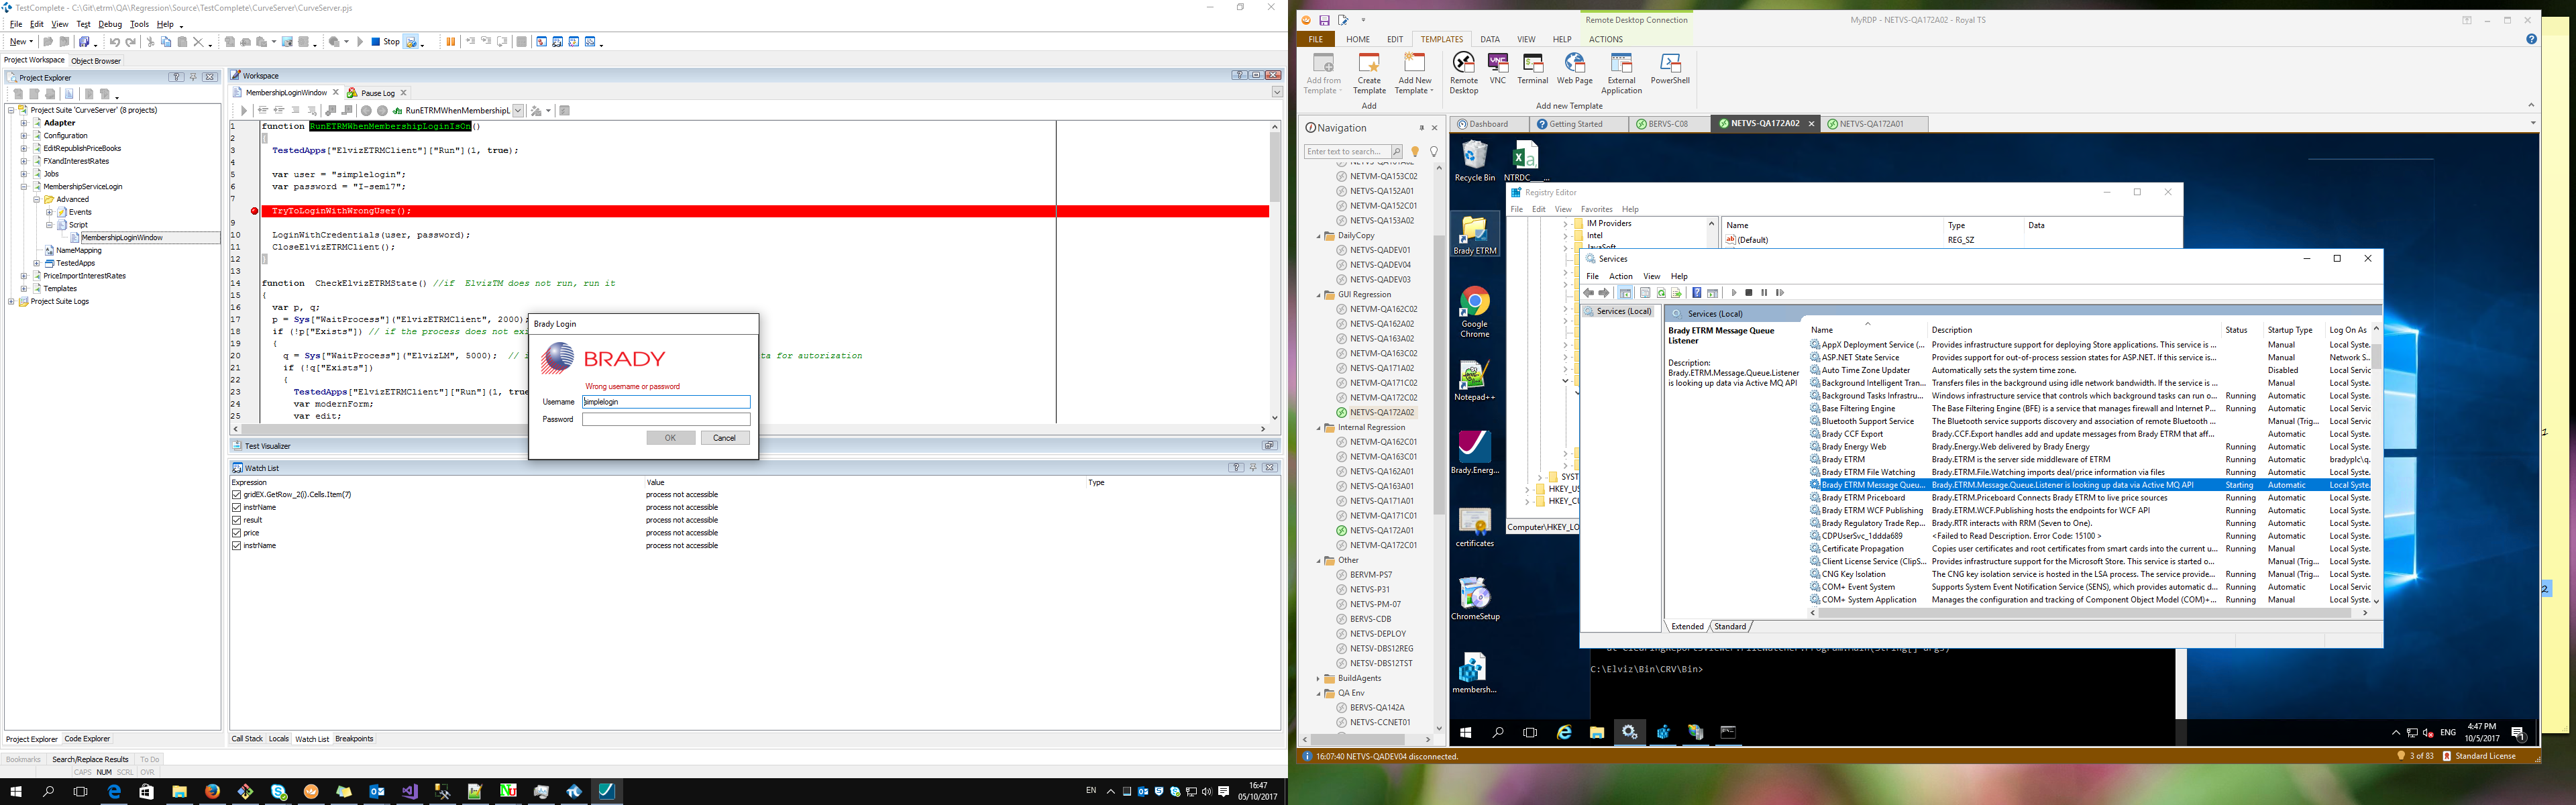 TestComplete - C:\Git\etrm\QA\Regression\Source\TestComplete\CurveServer\CurveServer.pjs
File Edit View Test Debug Tools Help
New Stop
Project Workspace Object Browser
Project Explorer
Project Suite 'CurveServer' (8 projects)
Adapter
Configuration
EditRepublishPriceBooks
FXandInterestRates
Jobs
MembershipServiceLogin
Advanced
Events
Script
MembershipLoginWindow
NameMapping
TestedApps
PriceImportInterestRates
Templates
Project Suite Logs
Project Explorer Code Explorer
Workspace
MembershipLoginWindow Pause Log
RunETRMWhenMembershipL
1 function RunETRMWhenMembershipLoginIsOn()
2 {
3 TestedApps["ElvizETRMClient"]["Run"](1, true);
4
5 var user = "simplelogin";
6 var password = "I-sem17";
7
TryToLoginWithWrongUser();
9
10 LoginWithCredentials(user, password);
11 CloseElvizETRMClient();
12 }
13
14 function CheckElvizETRMState() //if ElvizTM does not run, run it
15 {
16 var p, q;
17 p = Sys["WaitProcess"]("ElvizETRMClient", 2000);
18 if (!p["Exists"]) // if the process does not exi
19 {
20 q = Sys["WaitProcess"]("ElvizLM", 5000); // i ta for autorization
21 if (!q["Exists"])
22 {
23 TestedApps["ElvizETRMClient"]["Run"](1, true
24 var modernForm;
25 var edit;
Brady Login
BRADY
Wrong username or password
Username simplelogin
Password
OK Cancel
Test Visualizer
Watch List
Expression Value Type
gridEX.GetRow_2(i).Cells.Item(7) process not accessible
instrName process not accessible
result process not accessible
price process not accessible
instrName process not accessible
Call Stack Locals Watch List Breakpoints
Bookmarks Search/Replace Results To Do
CAPS NUM SCRL OVR
EN 16:47
05/10/2017
Remote Desktop Connection MyRDP - NETVS-QA172A02 - Royal TS
FILE HOME EDIT TEMPLATES DATA VIEW HELP ACTIONS
Add from Template Create Template Add New Template Remote Desktop VNC Terminal Web Page External Application PowerShell
Add Add new Template
Navigation
Enter text to search...
NETVM-QA153C02
NETVS-QA152A01
NETVM-QA152C01
NETVS-QA153A02
DailyCopy
NETVS-QADEV01
NETVS-QADEV04
NETVS-QADEV03
GUI Regression
NETVM-QA162C02
NETVS-QA162A02
NETVS-QA163A02
NETVM-QA163C02
NETVS-QA171A02
NETVM-QA171C02
NETVM-QA172C02
NETVS-QA172A02
Internal Regression
NETVM-QA162C01
NETVM-QA163C01
NETVS-QA162A01
NETVS-QA163A01
NETVS-QA171A01
NETVM-QA171C01
NETVS-QA172A01
NETVM-QA172C01
Other
BERVM-PS7
NETVS-P31
NETVS-PM-07
BERVS-CDB
NETVS-DEPLOY
NETSV-DBS12REG
NETSV-DBS12TST
BuildAgents
QA Env
BERVS-QA142A
NETVS-CCNET01
16:07:40 NETVS-QADEV04 disconnected.
3 of 83 Standard License
Dashboard Getting Started BERVS-C08 NETVS-QA172A02 NETVS-QA172A01
Recycle Bin
NTRDC___...
Brady ETRM
Google Chrome
Notepad++
Brady.Energ...
certificates
ChromeSetup
membersh...
Registry Editor
File Edit View Favorites Help
IM Providers
Intel
JavaSoft
SYST
HKEY_US
HKEY_CU
Computer\HKEY_LO
Name Type Data
(Default) REG_SZ
Services
File Action View Help
Services (Local)
Services (Local)
Brady ETRM Message Queue Listener
Description:
Brady.ETRM.Message.Queue.Listener is looking up data via Active MQ API
Name Description Status Startup Type Log On As
AppX Deployment Service (... Provides infrastructure support for deploying Store applications. This service is ... Manual Local Syste...
ASP.NET State Service Provides support for out-of-process session states for ASP.NET. If this service is... Manual Network S...
Auto Time Zone Updater Automatically sets the system time zone. Disabled Local Servic
Background Intelligent Tran... Transfers files in the background using idle network bandwidth. If the service is ... Manual Local Syste...
Background Tasks Infrastru... Windows infrastructure service that controls which background tasks can run o... Running Automatic Local Syste...
Base Filtering Engine The Base Filtering Engine (BFE) is a service that manages firewall and Internet P... Running Automatic Local Servic
Bluetooth Support Service The Bluetooth service supports discovery and association of remote Bluetooth ... Manual (Trig... Local Servic
Brady CCF Export Brady.CCF.Export handles add and update messages from Brady ETRM that aff... Automatic Local Syste...
Brady Energy Web Brady.Energy.Web delivered by Brady Energy Running Automatic Local Syste...
Brady ETRM Brady.ETRM is the server side middleware of ETRM Running Automatic bradyplc\q...
Brady ETRM File Watching Brady.ETRM.File.Watching imports deal/price information via files Running Automatic Local Syste...
Brady ETRM Message Queu... Brady.ETRM.Message.Queue.Listener is looking up data via Active MQ API Starting Automatic Local Syste...
Brady ETRM Priceboard Brady.ETRM.Priceboard Connects Brady ETRM to live price sources Running Automatic Local Syste...
Brady ETRM WCF Publishing Brady.ETRM.WCF.Publishing hosts the endpoints for WCF API Running Automatic Local Syste...
Brady Regulatory Trade Rep... Brady.RTR interacts with RRM (Seven to One). Running Automatic Local Syste...
CDPUserSvc_1ddda689 <Failed to Read Description. Error Code: 15100 > Running Automatic Local Syste...
Certificate Propagation Copies user certificates and root certificates from smart cards into the current u... Running Manual Local Syste...
Client License Service (ClipS... Provides infrastructure support for the Microsoft Store. This service is started o... Manual (Trig... Local Syste...
CNG Key Isolation The CNG key isolation service is hosted in the LSA process. The service provide... Running Manual (Trig... Local Syste...
COM+ Event System Supports System Event Notification Service (SENS), which provides automatic d... Running Automatic Local Servic
COM+ System Application Manages the configuration and tracking of Component Object Model (COM)+... Running Manual Local Syste...
Extended Standard
C:\Elviz\Bin\CRV\Bin>
ENG 4:47 PM
10/5/2017
2